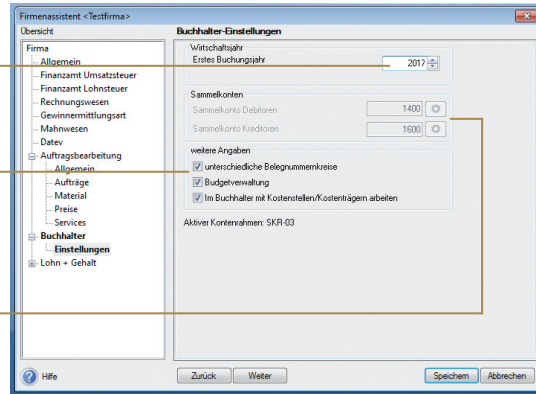 Firmenassistent <Testfirma>
Übersicht
Firma
Allgemein
Finanzamt Umsatzsteuer
Finanzamt Lohnsteuer
Rechnungswesen
Gewinnermittlungsart
Mahnwesen
Datev
Auftragsbearbeitung
Allgemein
Aufträge
Material
Preise
Services
Buchhalter
Einstellungen
Lohn + Gehalt
Buchhalter-Einstellungen
Wirtschaftsjahr
Erstes Buchungsjahr 2017
Sammelkonten
Sammelkonto Debitoren 1400
Sammelkonto Kreditoren 1600
weitere Angaben
unterschiedliche Belegnummernkreise
Budgetverwaltung
Im Buchhalter mit Kostenstellen/Kostenträgern arbeiten
Aktiver Kontenrahmen: SKR-03
Hilfe Zurück Weiter Speichern Abbrechen